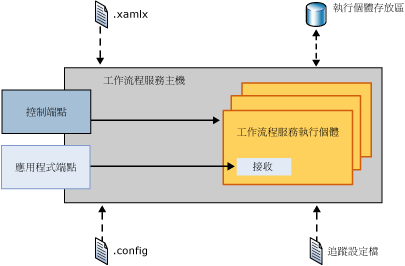 .xamlx
執行個體存放區
工作流程服務主機
控制端點
工作流程服務執行個體
應用程式端點
接收
.config
追蹤設定檔